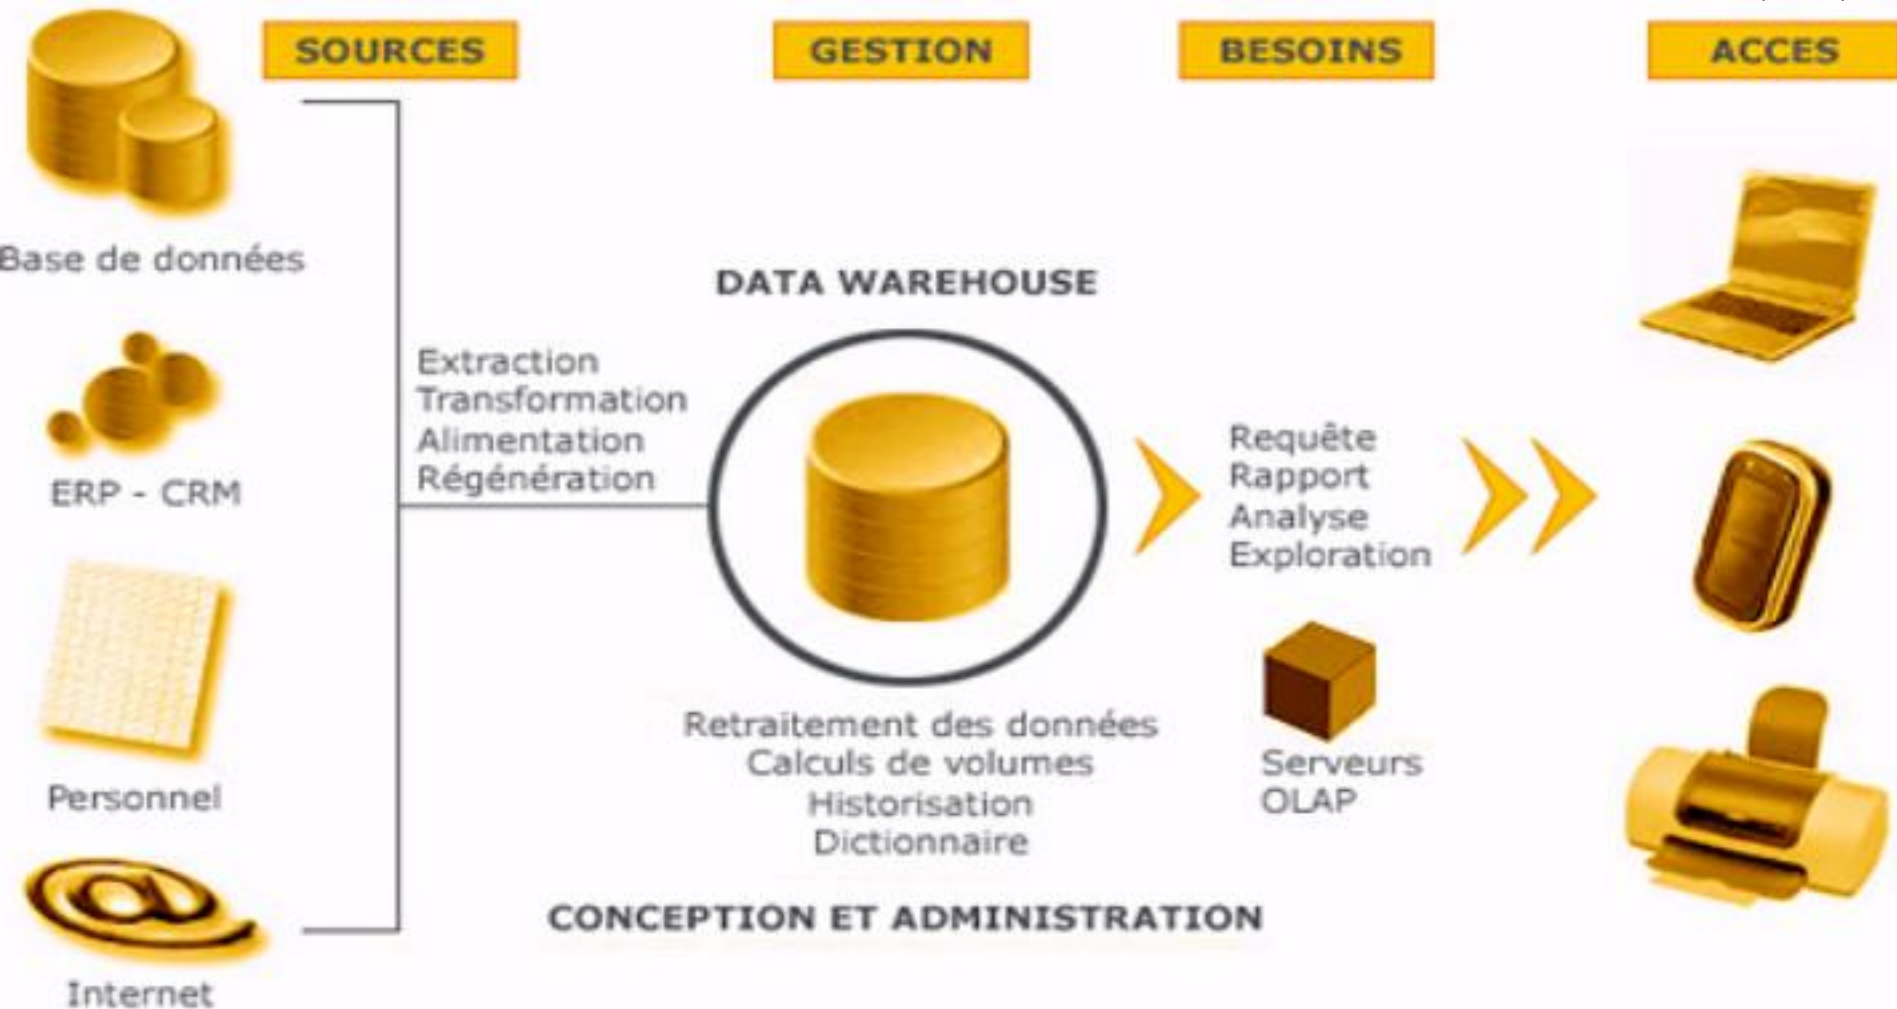 SOURCES
GESTION
BESOINS
ACCES
Base de données
ERP - CRM
Personnel
Internet
Extraction
Transformation
Alimentation
Régénération
DATA WAREHOUSE
Retraitement des données
Calculs de volumes
Historisation
Dictionnaire
CONCEPTION ET ADMINISTRATION
Requête
Rapport
Analyse
Exploration
Serveurs
OLAP